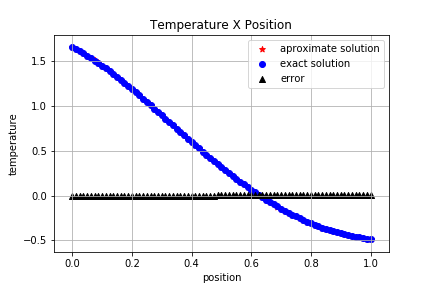 Temperature X Position
aproximate solution
exact solution
error
temperature
1.5
1.0
0.5
0.0
−0.5
0.0 0.2 0.4 0.6 0.8 1.0
position